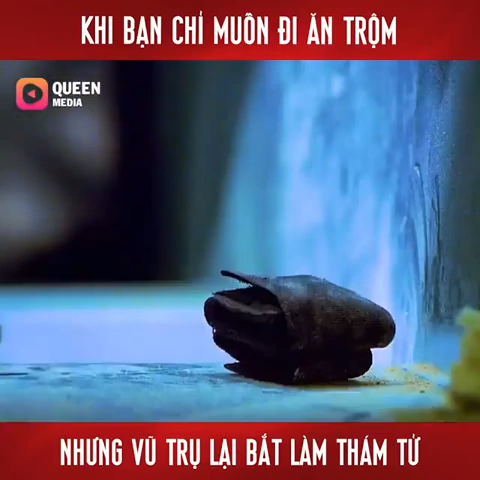 KHI BẠN CHỈ MUỐN ĐI ĂN TRỘM
QUEEN
MEDIA
NHƯNG VŨ TRỤ LẠI BẮT LÀM THÁM TỬ